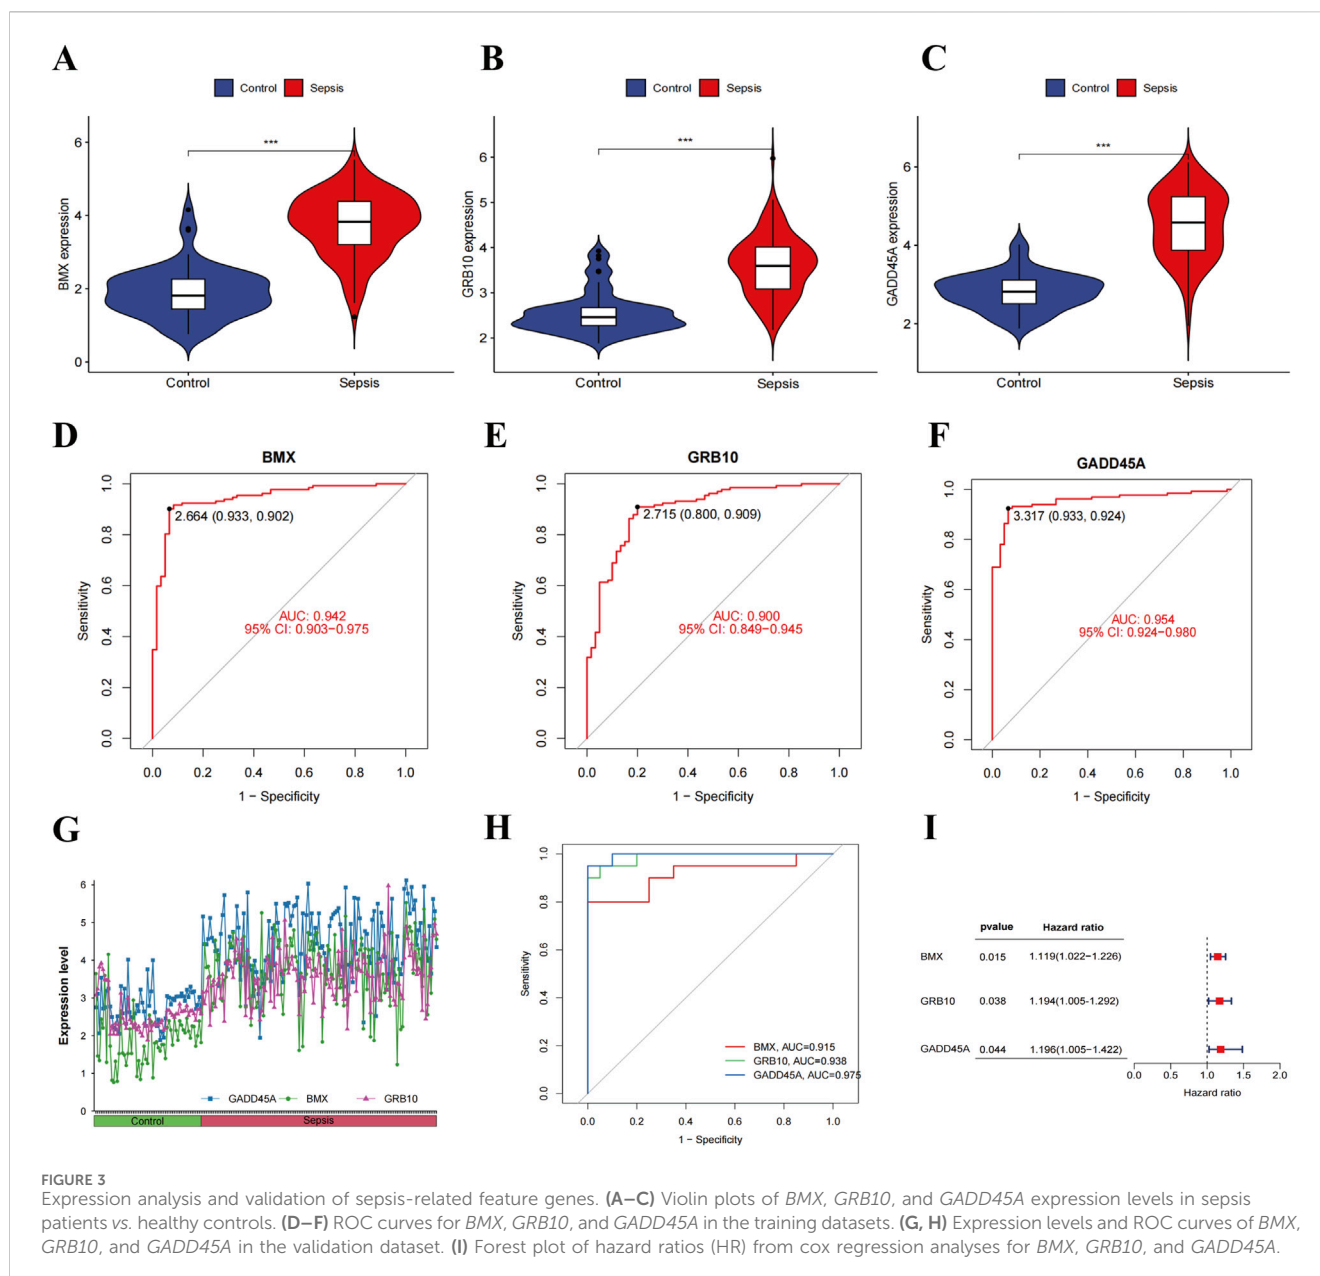 A
B
C
Control Sepsis
Control Sepsis
Control Sepsis
BMX expression
6
4
2
0
***
Control Sepsis
GRB10 expression
6
5
4
3
2
***
Control Sepsis
GADD45A expression
6
4
2
***
Control Sepsis
D
BMX
Sensitivity
1.0
0.8
0.6
0.4
0.2
0.0
2.664 (0.933, 0.902)
AUC: 0.942
95% CI: 0.903–0.975
0.0 0.2 0.4 0.6 0.8 1.0
1 – Specificity
E
GRB10
Sensitivity
1.0
0.8
0.6
0.4
0.2
0.0
2.715 (0.800, 0.909)
AUC: 0.900
95% CI: 0.849–0.945
0.0 0.2 0.4 0.6 0.8 1.0
1 – Specificity
F
GADD45A
Sensitivity
1.0
0.8
0.6
0.4
0.2
0.0
3.317 (0.933, 0.924)
AUC: 0.954
95% CI: 0.924–0.980
0.0 0.2 0.4 0.6 0.8 1.0
1 – Specificity
G
Expression level
6
5
4
3
2
1
0
GADD45A BMX GRB10
Control Sepsis
H
Sensitivity
1.0
0.8
0.6
0.4
0.2
0.0
BMX, AUC=0.915
GRB10, AUC=0.938
GADD45A, AUC=0.975
0.0 0.2 0.4 0.6 0.8 1.0
1 – Specificity
I
pvalue Hazard ratio
BMX 0.015 1.119(1.022–1.226)
GRB10 0.038 1.194(1.005-1.292)
GADD45A 0.044 1.196(1.005–1.422)
0.0 0.5 1.0 1.5 2.0
Hazard ratio
FIGURE 3
Expression analysis and validation of sepsis-related feature genes. (A–C) Violin plots of BMX, GRB10, and GADD45A expression levels in sepsis
patients vs. healthy controls. (D–F) ROC curves for BMX, GRB10, and GADD45A in the training datasets. (G, H) Expression levels and ROC curves of BMX,
GRB10, and GADD45A in the validation dataset. (I) Forest plot of hazard ratios (HR) from cox regression analyses for BMX, GRB10, and GADD45A.